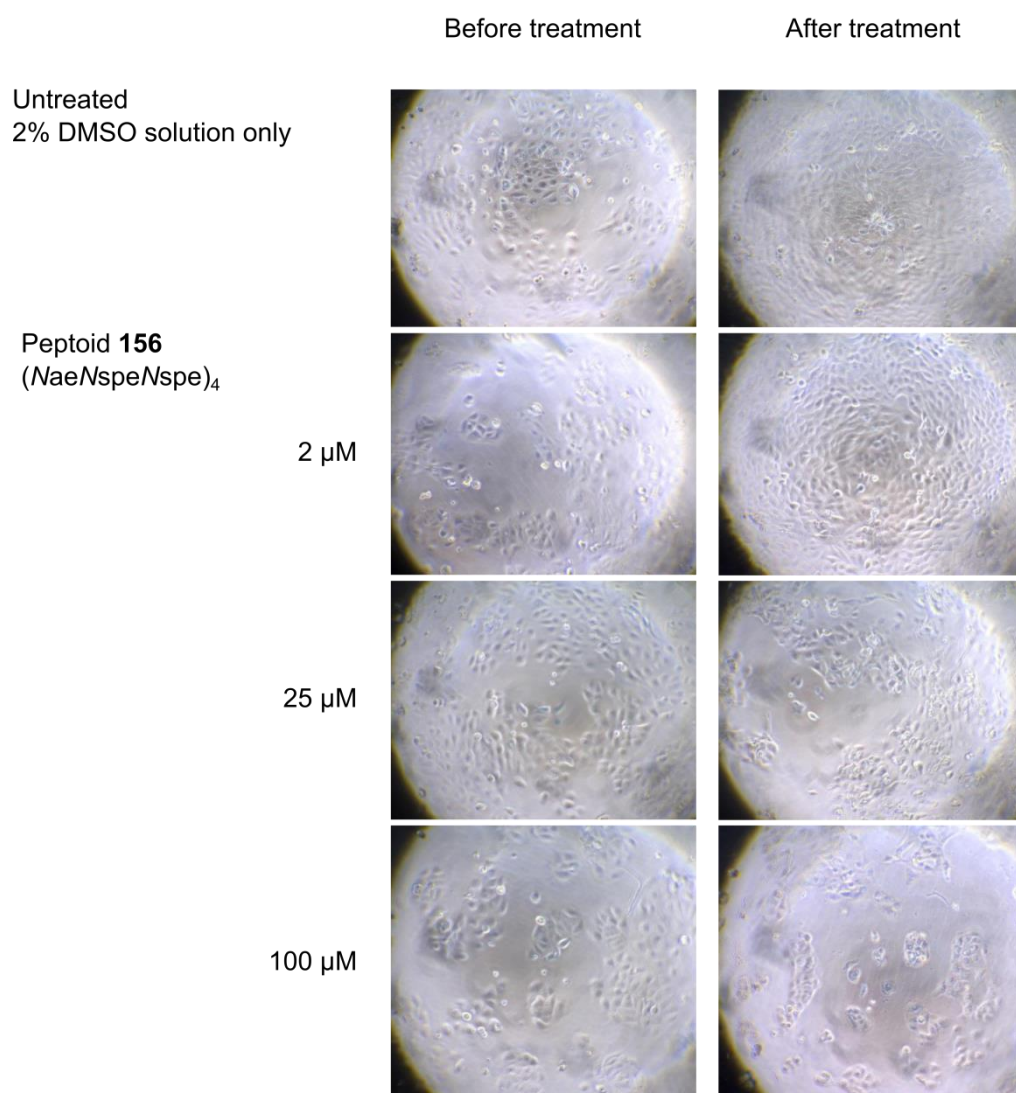 Before treatment
After treatment
Untreated
2% DMSO solution only
Peptoid 156
(NaeNspeNspe)₄
2 µM
25 µM
100 µM